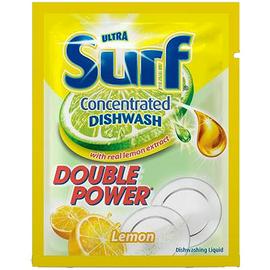 ULTRA
Surf
Concentrated
DISHWASH
with real lemon extract
DOUBLE
POWER*
Lemon
Dishwashing Liquid